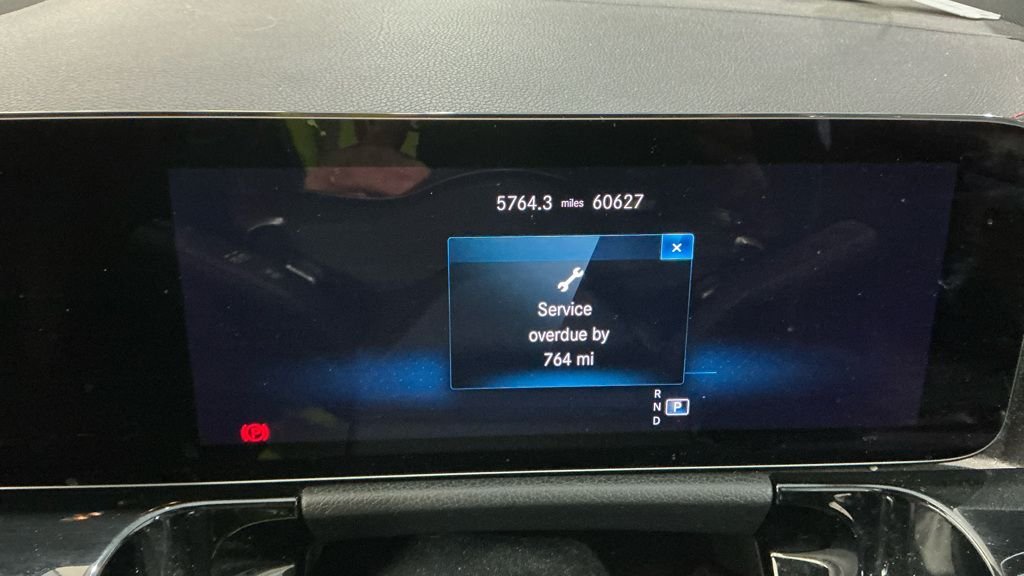 5764.3 miles 60627
Service
overdue by
764 mi
R
N P
D
P